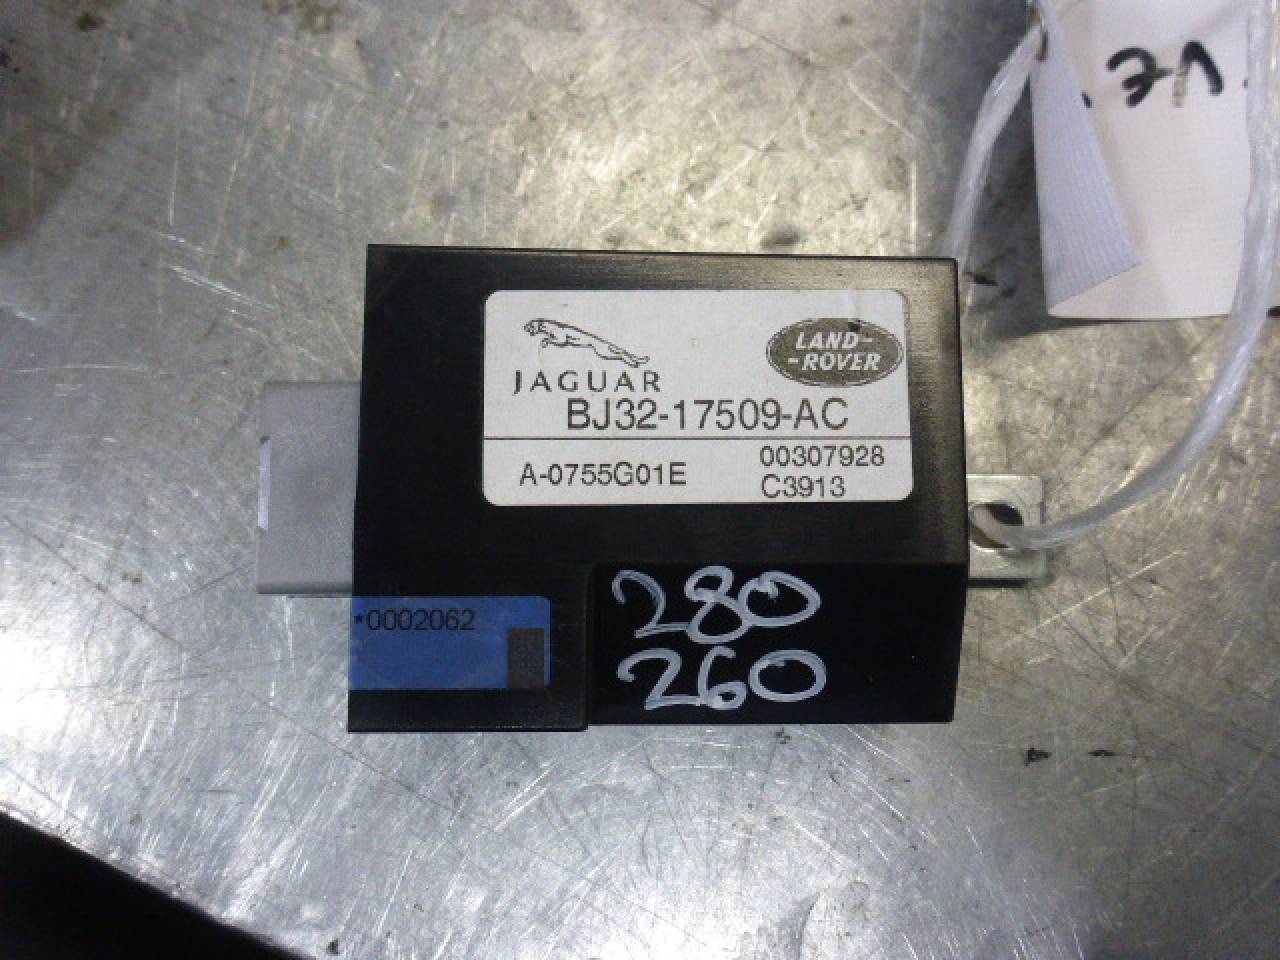 JAGUAR
LAND-
-ROVER
BJ32-17509-AC
A-0755G01E
00307928
C3913
*0002062
280
260